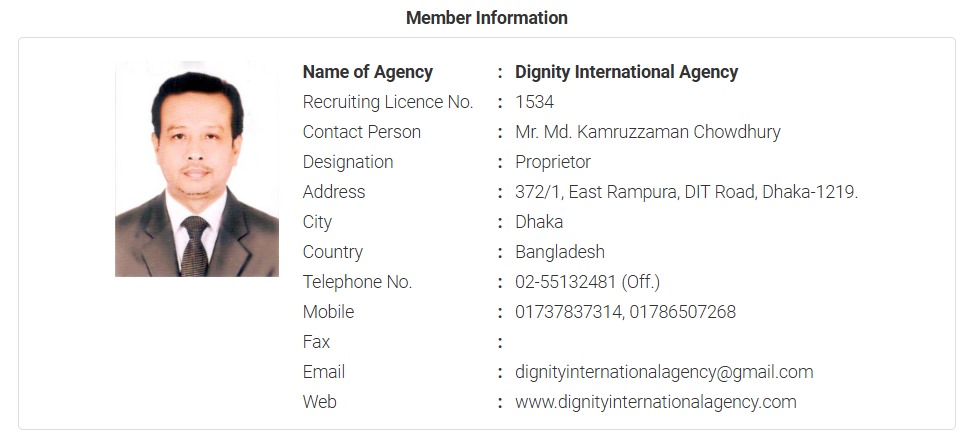 Member Information
Name of Agency : Dignity International Agency
Recruiting Licence No. : 1534
Contact Person : Mr. Md. Kamruzzaman Chowdhury
Designation : Proprietor
Address : 372/1, East Rampura, DIT Road, Dhaka-1219.
City : Dhaka
Country : Bangladesh
Telephone No. : 02-55132481 (Off.)
Mobile : 01737837314, 01786507268
Fax :
Email : dignityinternationalagency@gmail.com
Web : www.dignityinternationalagency.com